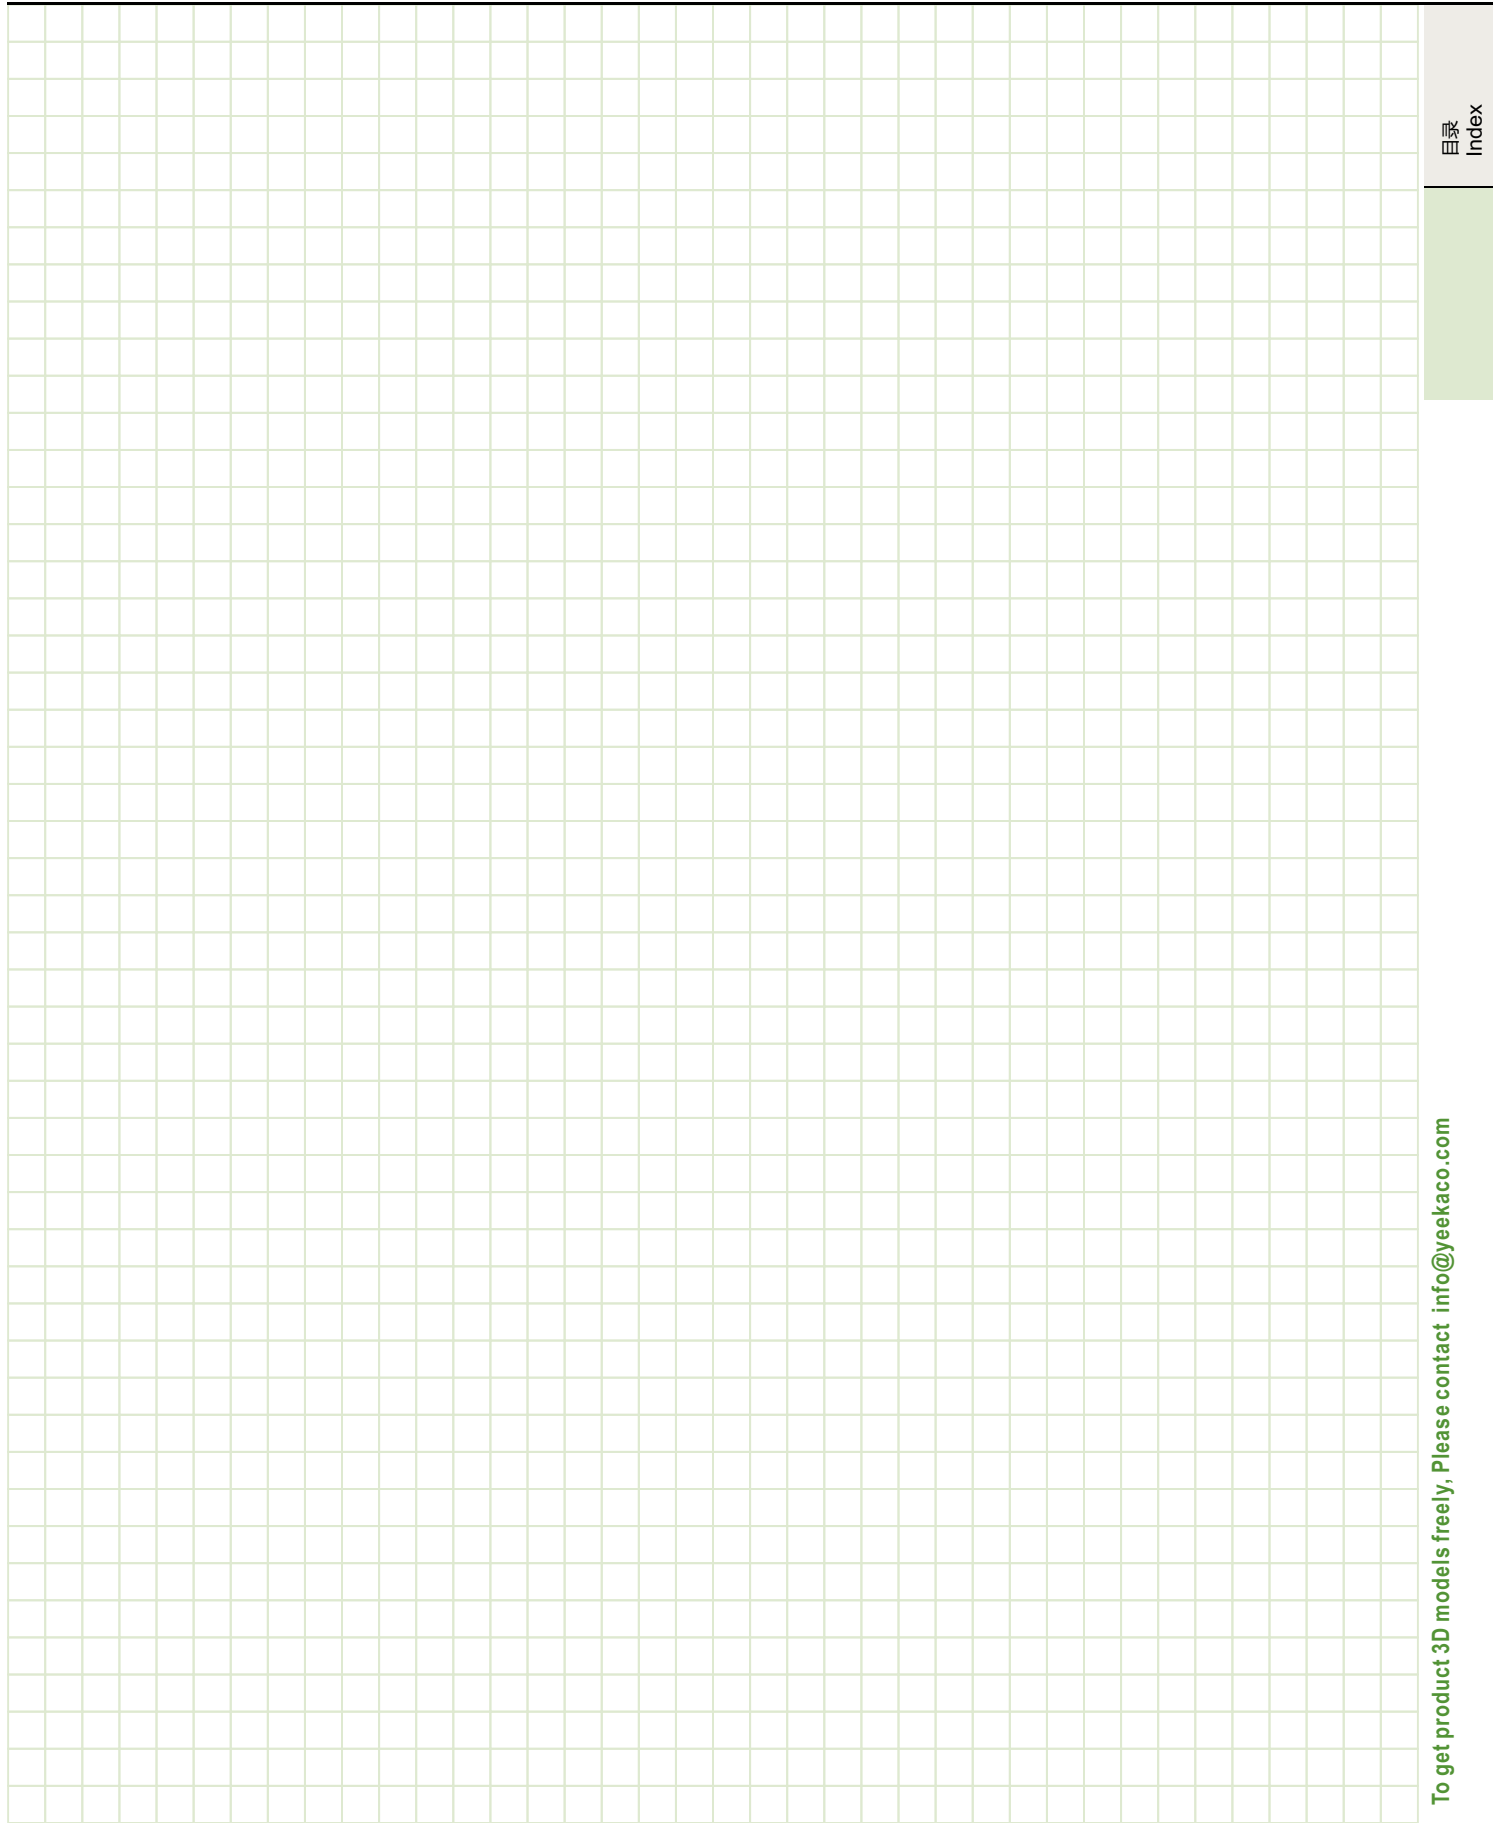 目录
Index
To get product 3D models freely, Please contact info@yeekaco.com